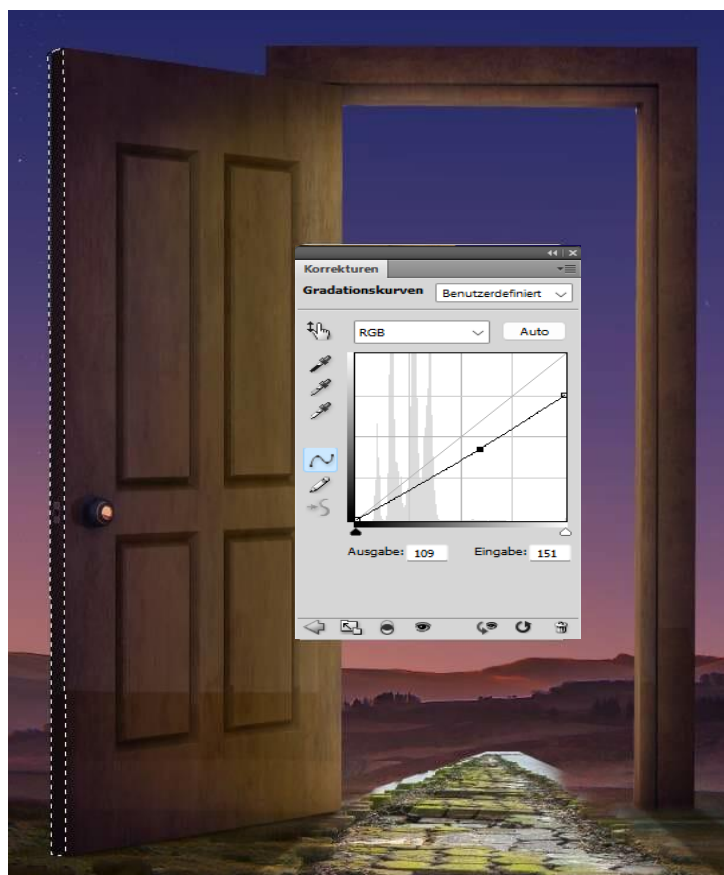 Korrekturen
Gradationskurven Benutzerdefiniert
RGB Auto
Ausgabe: 109 Eingabe: 151